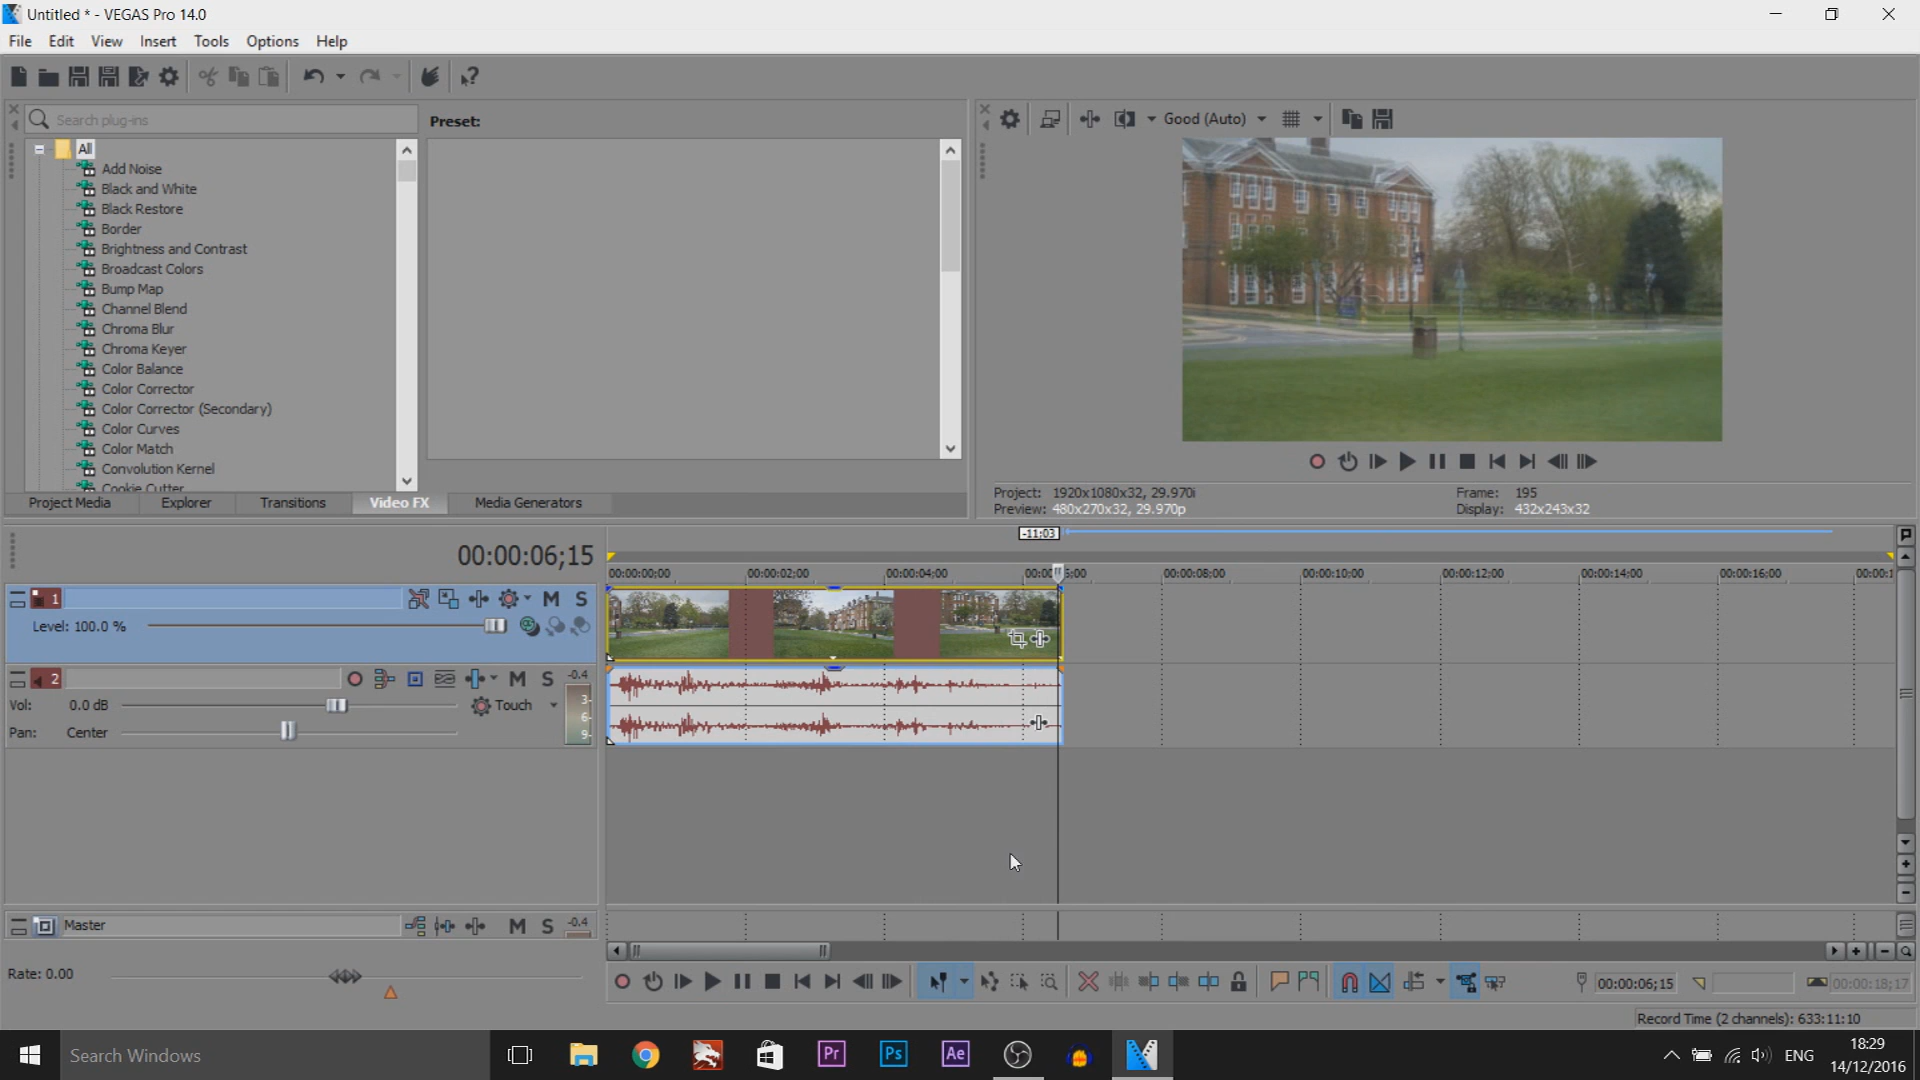 Untitled * - VEGAS Pro 14.0
File Edit View Insert Tools Options Help
Search plug-ins
Preset:
Good (Auto)
All
Add Noise
Black and White
Black Restore
Border
Brightness and Contrast
Broadcast Colors
Bump Map
Channel Blend
Chroma Blur
Chroma Keyer
Color Balance
Color Corrector
Color Corrector (Secondary)
Color Curves
Color Match
Convolution Kernel
Cookie Cutter
Project Media Explorer Transitions Video FX Media Generators
Project: 1920x1080x32, 29.970i
Frame: 195
Preview: 480x270x32, 29.970p
Display: 432x243x32
-11;03
00:00:06;15
00:00:00;00 00:00:02;00 00:00:04;00 00:00:08;00 00:00:10;00 00:00:12;00 00:00:14;00 00:00:16;00 00:00:1
1 M S
Level: 100.0 %
2 M S -0.4
Vol: 0.0 dB Touch 3-
6-
Pan: Center 9-
Master M S -0.4
Rate: 0.00
00:00:06;15 00:00:18;17
Record Time (2 channels): 633:11:10
Search Windows
Pr Ps Ae
ENG
18:29
14/12/2016